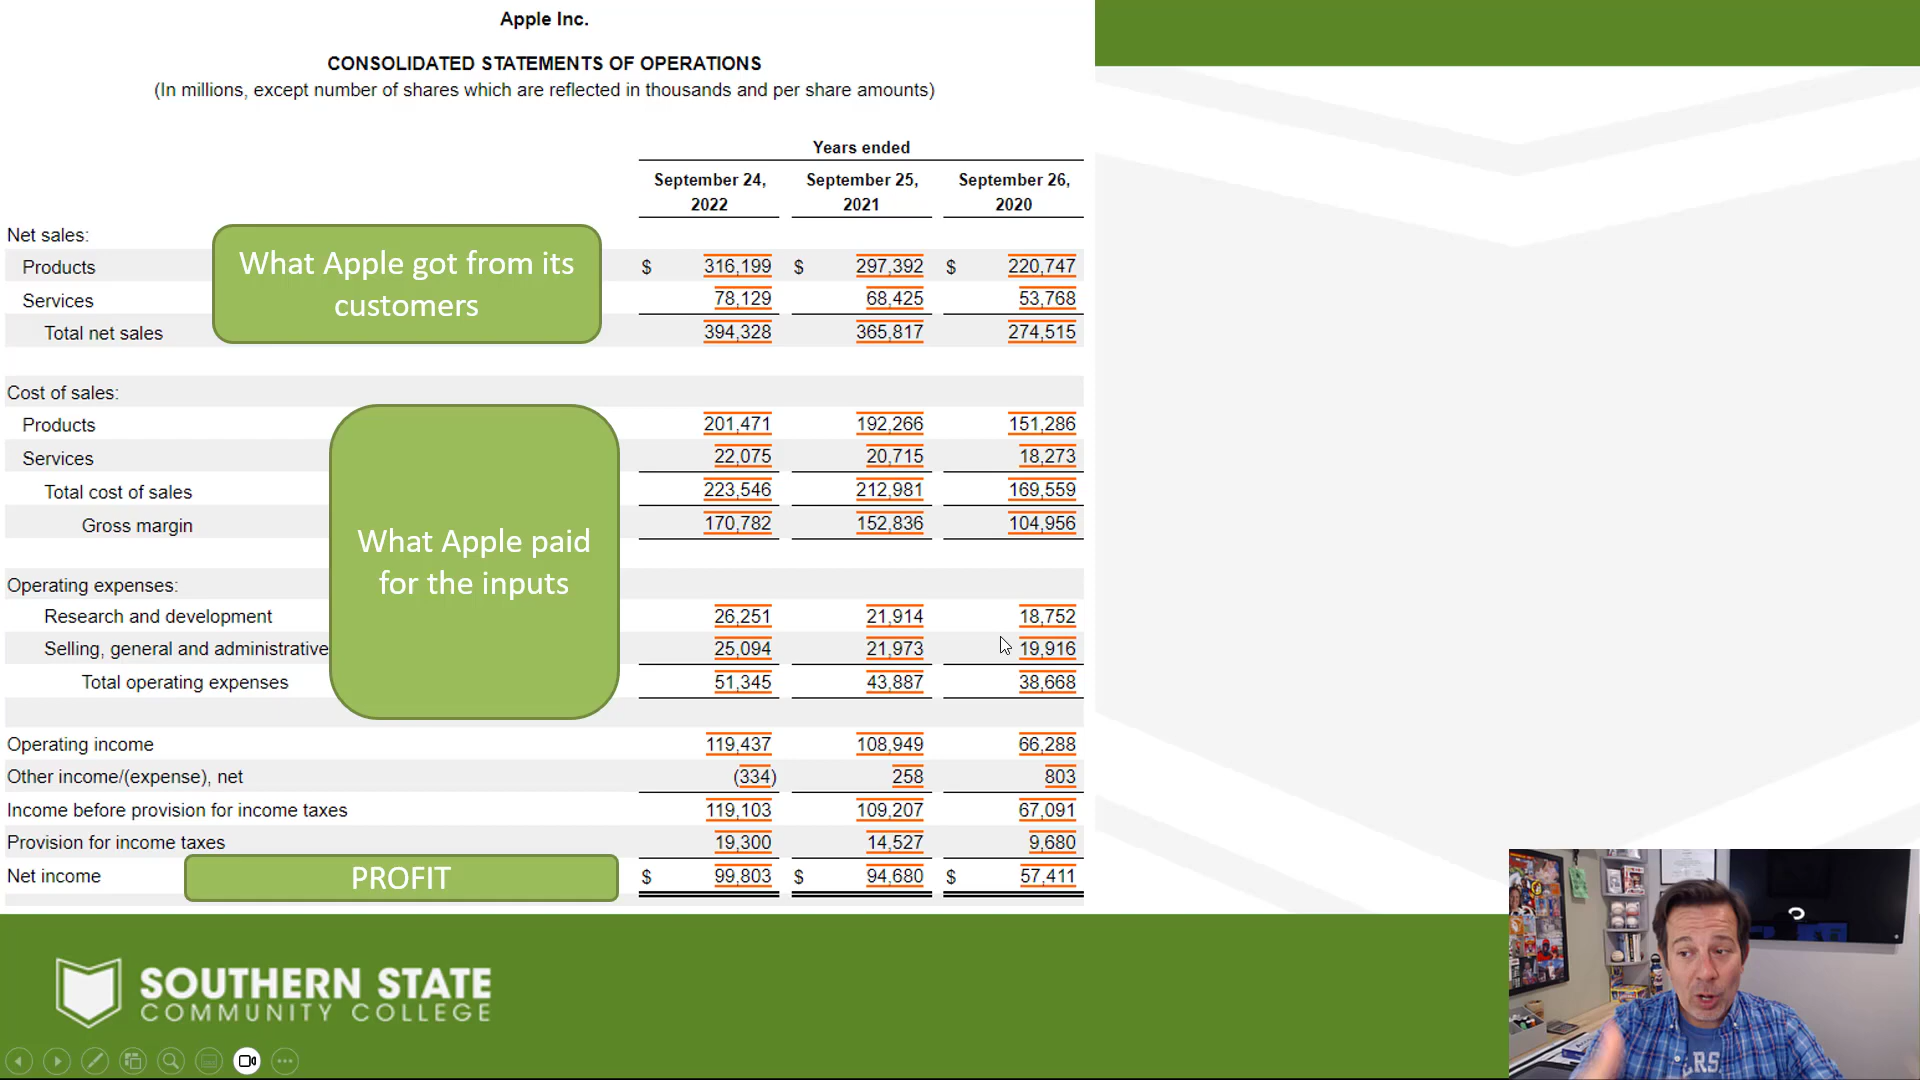 Apple Inc.
CONSOLIDATED STATEMENTS OF OPERATIONS
(In millions, except number of shares which are reflected in thousands and per share amounts)
Years ended
September 24, 2022 September 25, 2021 September 26, 2020
Net sales:
Products $ 316,199 $ 297,392 $ 220,747
Services 78,129 68,425 53,768
Total net sales 394,328 365,817 274,515
What Apple got from its
customers
Cost of sales:
Products 201,471 192,266 151,286
Services 22,075 20,715 18,273
Total cost of sales 223,546 212,981 169,559
Gross margin 170,782 152,836 104,956
What Apple paid
for the inputs
Operating expenses:
Research and development 26,251 21,914 18,752
Selling, general and administrative 25,094 21,973 19,916
Total operating expenses 51,345 43,887 38,668
Operating income 119,437 108,949 66,288
Other income/(expense), net (334) 258 803
Income before provision for income taxes 119,103 109,207 67,091
Provision for income taxes 19,300 14,527 9,680
Net income PROFIT $ 99,803 $ 94,680 $ 57,411
SOUTHERN STATE
COMMUNITY COLLEGE
ERS